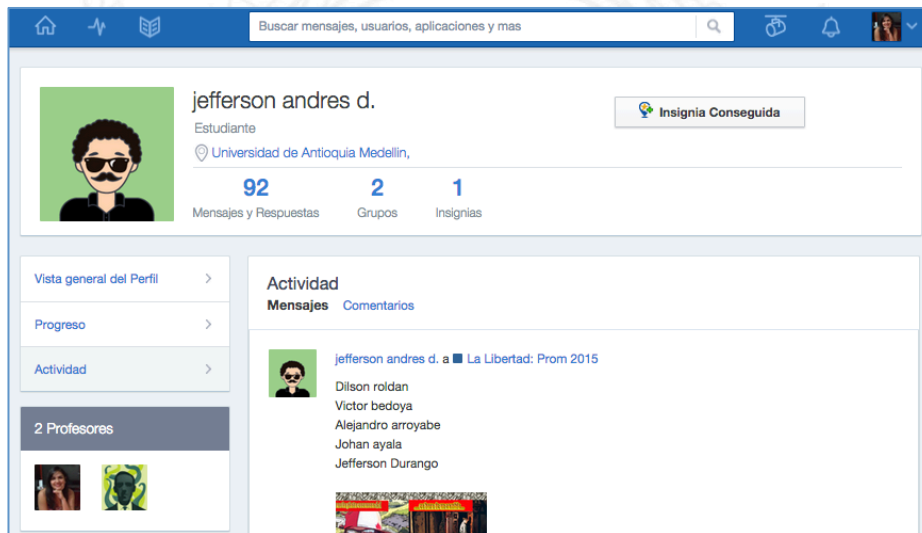 Buscar mensajes, usuarios, aplicaciones y mas
jefferson andres d.
Insignia Conseguida
Estudiante
Universidad de Antioquia Medellin,
92 2 1
Mensajes y Respuestas Grupos Insignias
Vista general del Perfil
Progreso
Actividad
2 Profesores
Actividad
Mensajes Comentarios
jefferson andres d. a La Libertad: Prom 2015
Dilson roldan
Victor bedoya
Alejandro arroyabe
Johan ayala
Jefferson Durango